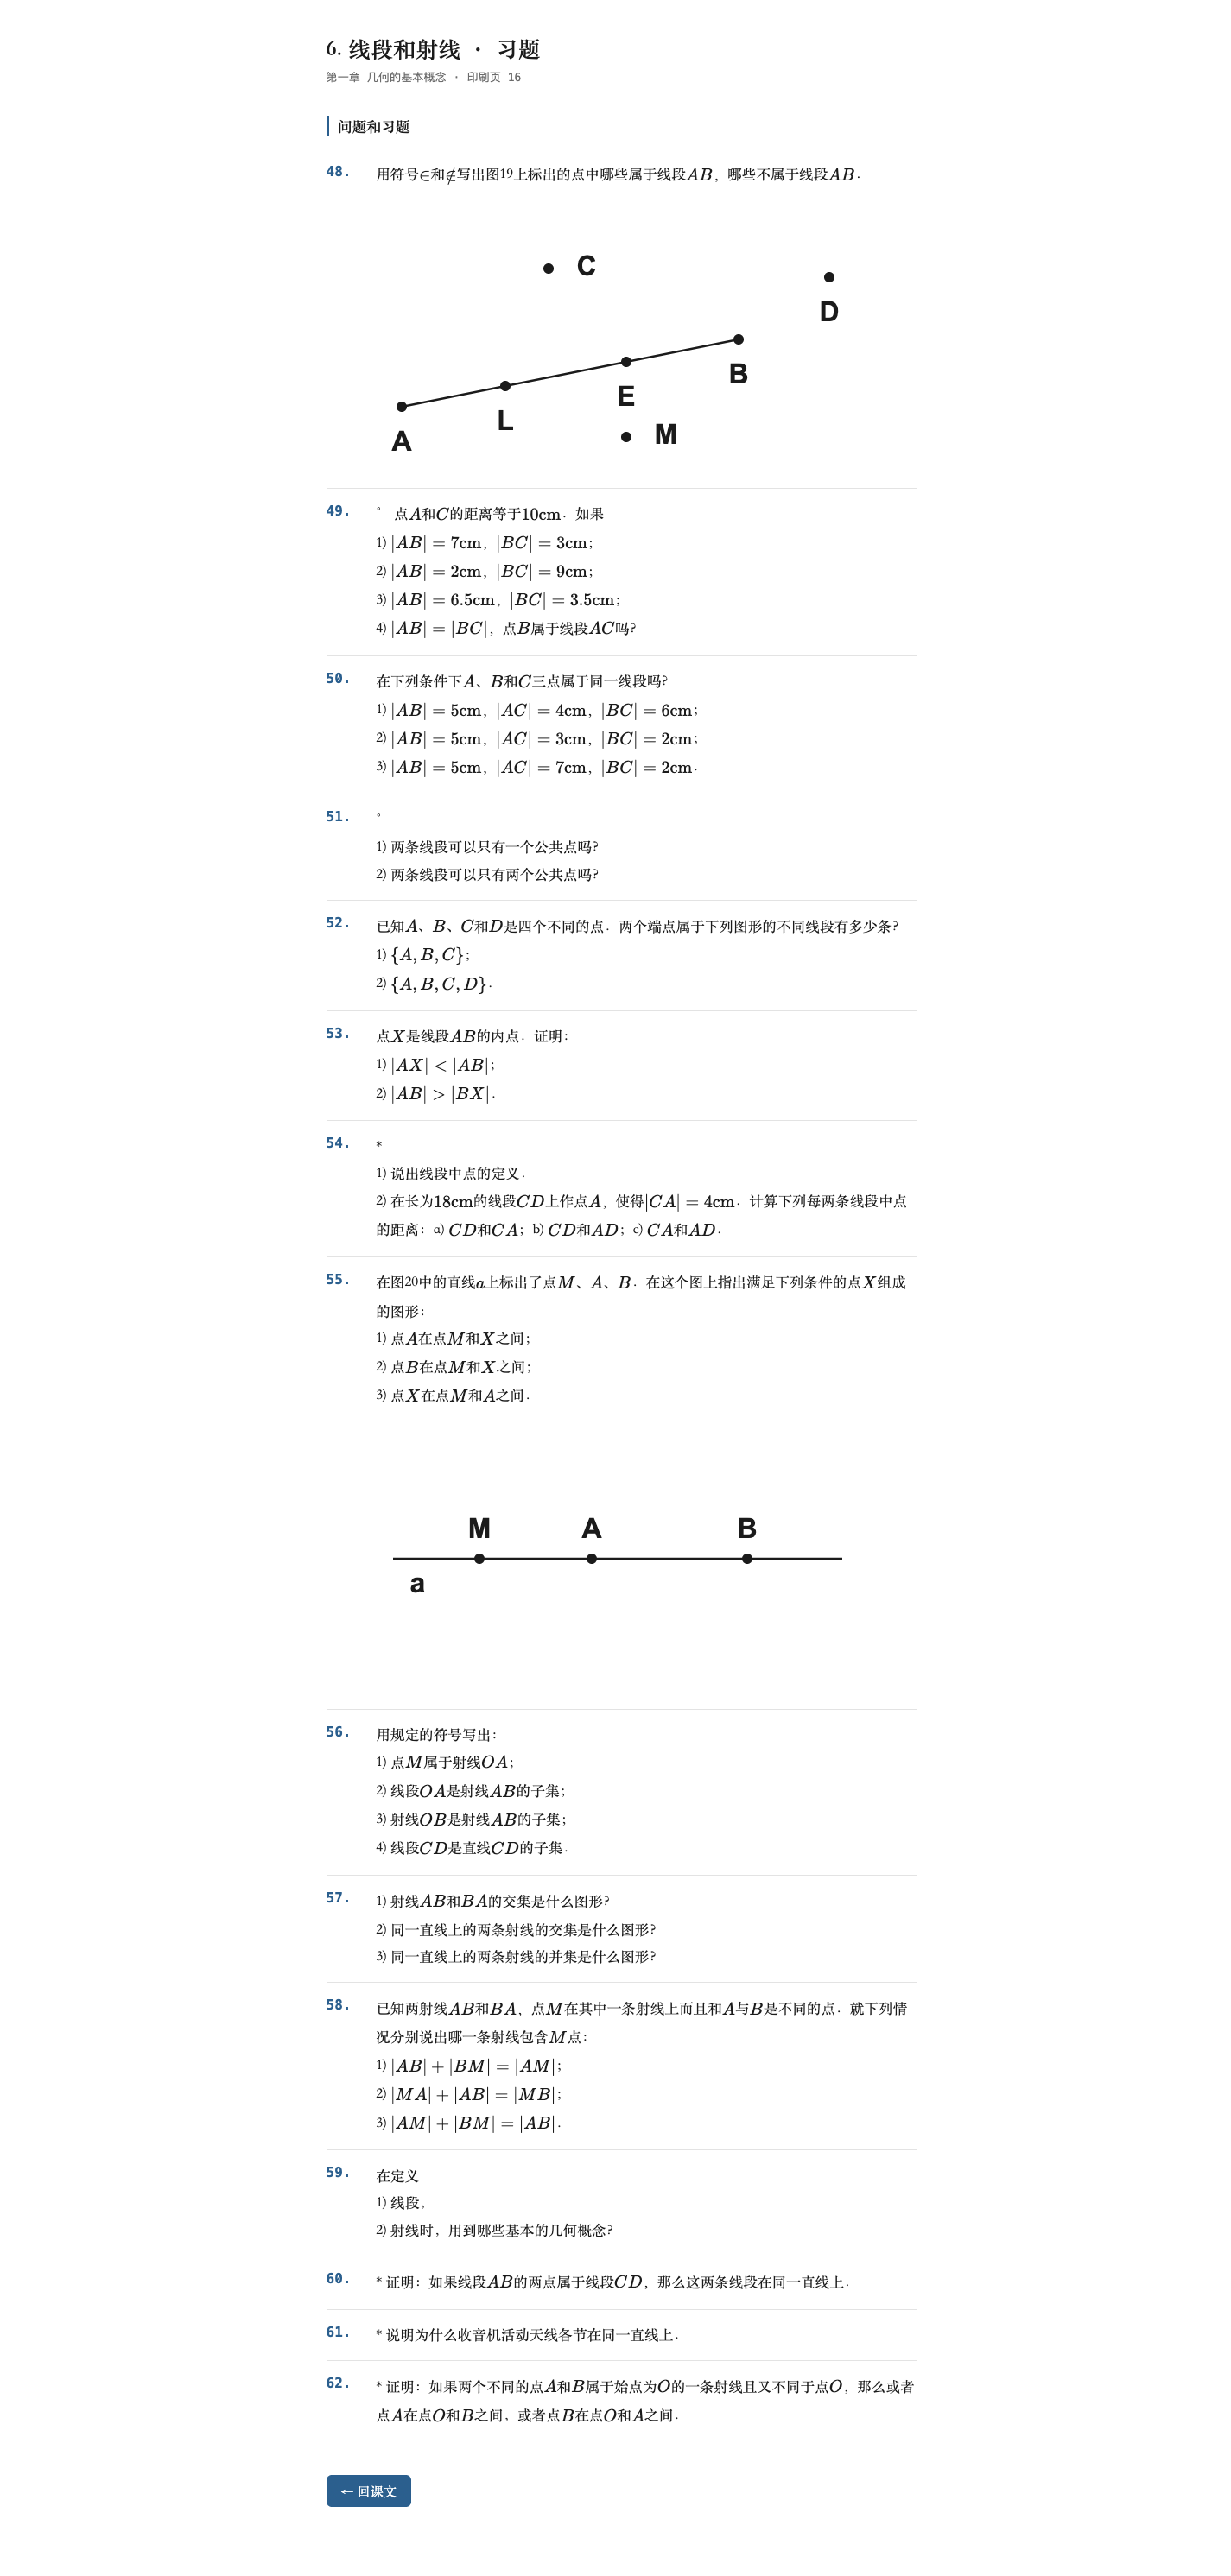 6. 线段和射线 · 习题
第一章 几何的基本概念 · 印刷页 16
问题和习题
48. 用符号∈和∉写出图19上标出的点中哪些属于线段AB，哪些不属于线段AB．
C
D
B
E
L
M
A
49. ° 点A和C的距离等于10cm．如果
1) |AB| = 7cm，|BC| = 3cm；
2) |AB| = 2cm，|BC| = 9cm；
3) |AB| = 6.5cm，|BC| = 3.5cm；
4) |AB| = |BC|，点B属于线段AC吗？
50. 在下列条件下A、B和C三点属于同一线段吗？
1) |AB| = 5cm，|AC| = 4cm，|BC| = 6cm；
2) |AB| = 5cm，|AC| = 3cm，|BC| = 2cm；
3) |AB| = 5cm，|AC| = 7cm，|BC| = 2cm．
51. °
1) 两条线段可以只有一个公共点吗？
2) 两条线段可以只有两个公共点吗？
52. 已知A、B、C和D是四个不同的点．两个端点属于下列图形的不同线段有多少条？
1) {A, B, C}；
2) {A, B, C, D}．
53. 点X是线段AB的内点．证明：
1) |AX| < |AB|；
2) |AB| > |BX|．
54. *
1) 说出线段中点的定义．
2) 在长为18cm的线段CD上作点A，使得|CA| = 4cm．计算下列每两条线段中点
的距离：a) CD和CA；b) CD和AD；c) CA和AD．
55. 在图20中的直线a上标出了点M、A、B．在这个图上指出满足下列条件的点X组成
的图形：
1) 点A在点M和X之间；
2) 点B在点M和X之间；
3) 点X在点M和A之间．
M A B
a
56. 用规定的符号写出：
1) 点M属于射线OA；
2) 线段OA是射线AB的子集；
3) 射线OB是射线AB的子集；
4) 线段CD是直线CD的子集．
57. 1) 射线AB和BA的交集是什么图形？
2) 同一直线上的两条射线的交集是什么图形？
3) 同一直线上的两条射线的并集是什么图形？
58. 已知两射线AB和BA，点M在其中一条射线上而且和A与B是不同的点．就下列情
况分别说出哪一条射线包含M点：
1) |AB| + |BM| = |AM|；
2) |MA| + |AB| = |MB|；
3) |AM| + |BM| = |AB|．
59. 在定义
1) 线段，
2) 射线时，用到哪些基本的几何概念？
60. * 证明：如果线段AB的两点属于线段CD，那么这两条线段在同一直线上．
61. * 说明为什么收音机活动天线各节在同一直线上．
62. * 证明：如果两个不同的点A和B属于始点为O的一条射线且又不同于点O，那么或者
点A在点O和B之间，或者点B在点O和A之间．
← 回课文